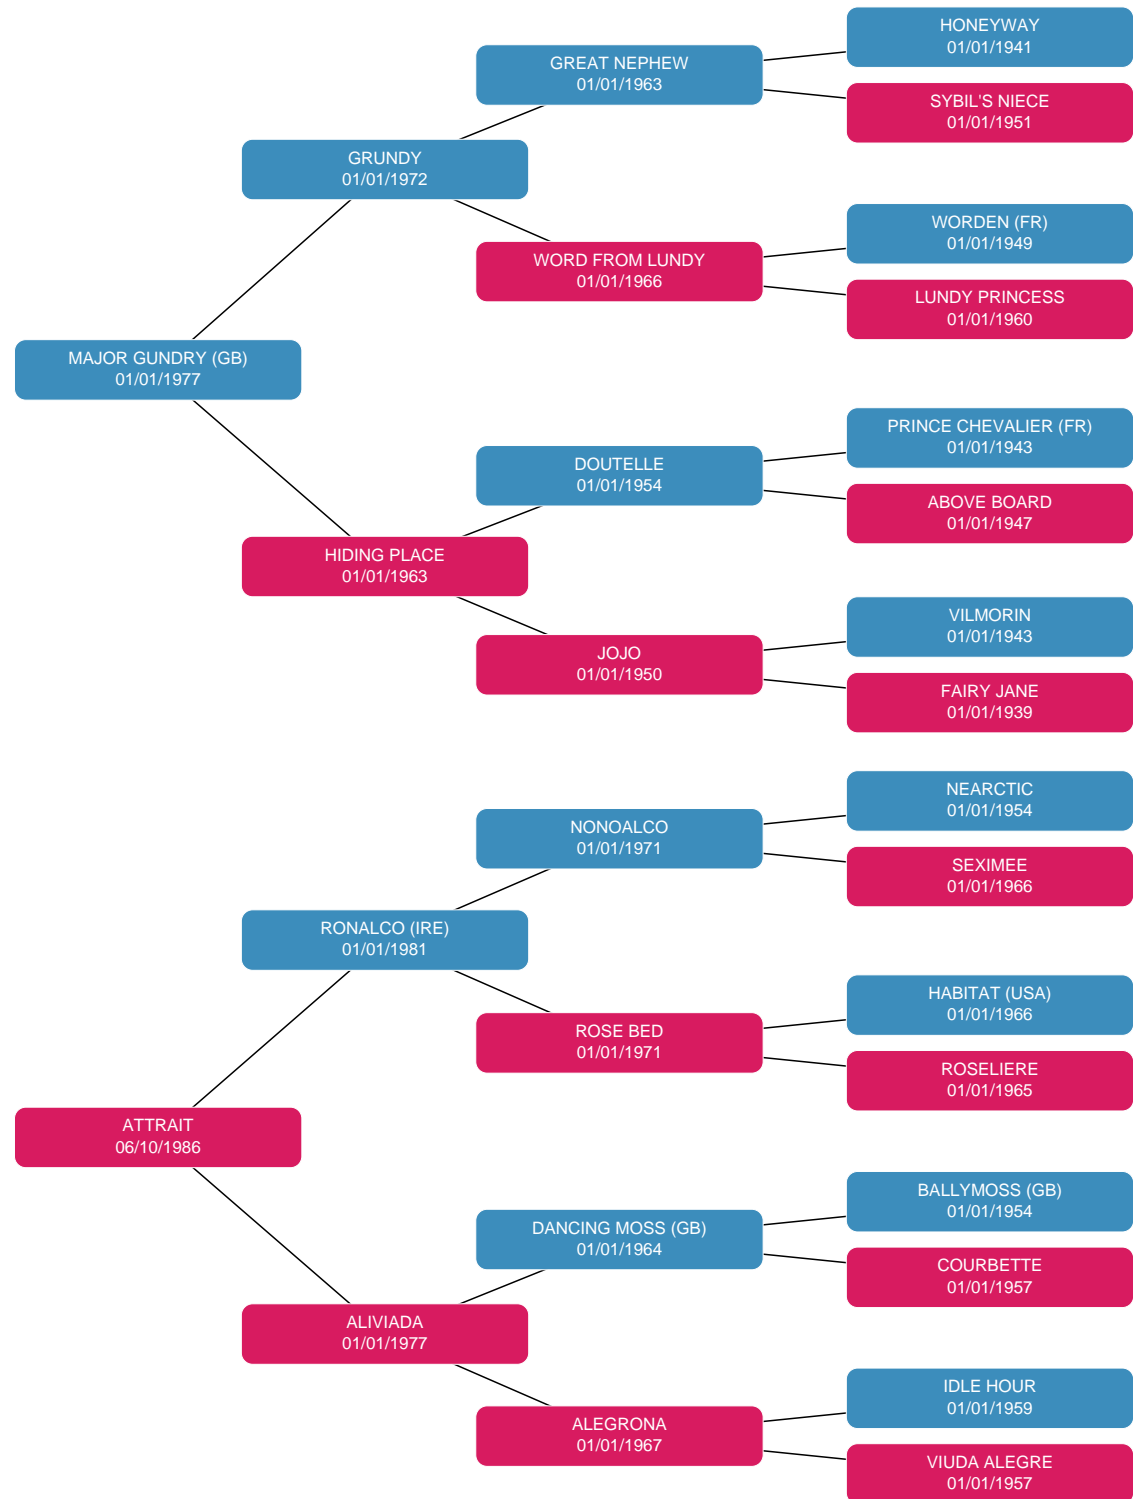 HONEYWAY
01/01/1941
GREAT NEPHEW
01/01/1963
SYBIL'S NIECE
01/01/1951
GRUNDY
01/01/1972
WORDEN (FR)
01/01/1949
WORD FROM LUNDY
01/01/1966
LUNDY PRINCESS
01/01/1960
MAJOR GUNDRY (GB)
01/01/1977
PRINCE CHEVALIER (FR)
01/01/1943
DOUTELLE
01/01/1954
ABOVE BOARD
01/01/1947
HIDING PLACE
01/01/1963
VILMORIN
01/01/1943
JOJO
01/01/1950
FAIRY JANE
01/01/1939
NEARCTIC
01/01/1954
NONOALCO
01/01/1971
SEXIMEE
01/01/1966
RONALCO (IRE)
01/01/1981
HABITAT (USA)
01/01/1966
ROSE BED
01/01/1971
ROSELIERE
01/01/1965
ATTRAIT
06/10/1986
BALLYMOSS (GB)
01/01/1954
DANCING MOSS (GB)
01/01/1964
COURBETTE
01/01/1957
ALIVIADA
01/01/1977
IDLE HOUR
01/01/1959
ALEGRONA
01/01/1967
VIUDA ALEGRE
01/01/1957